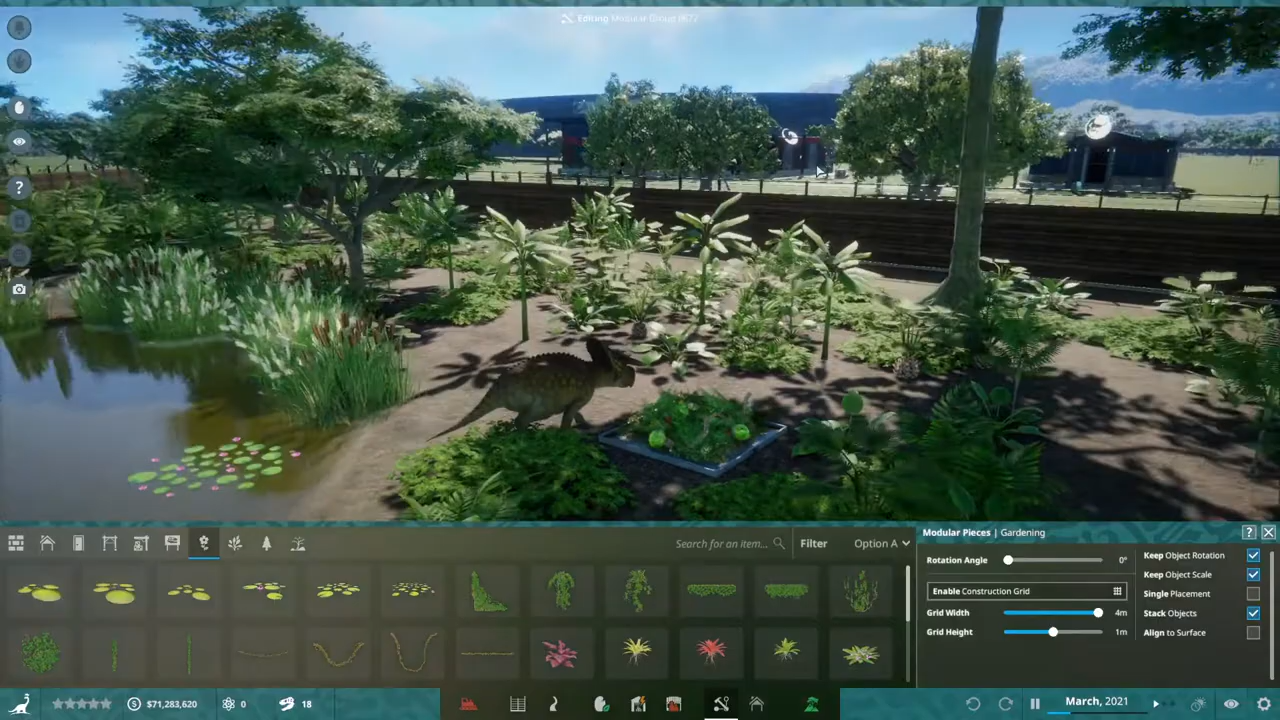 Editing Modular Group (867)
?
Search for an item...
Filter
Option A
Modular Pieces | Gardening
?
Rotation Angle
0°
Enable Construction Grid
Grid Width
4m
Grid Height
1m
Keep Object Rotation
Keep Object Scale
Single Placement
Stack Objects
Align to Surface
$71,283,620
0
18
March, 2021